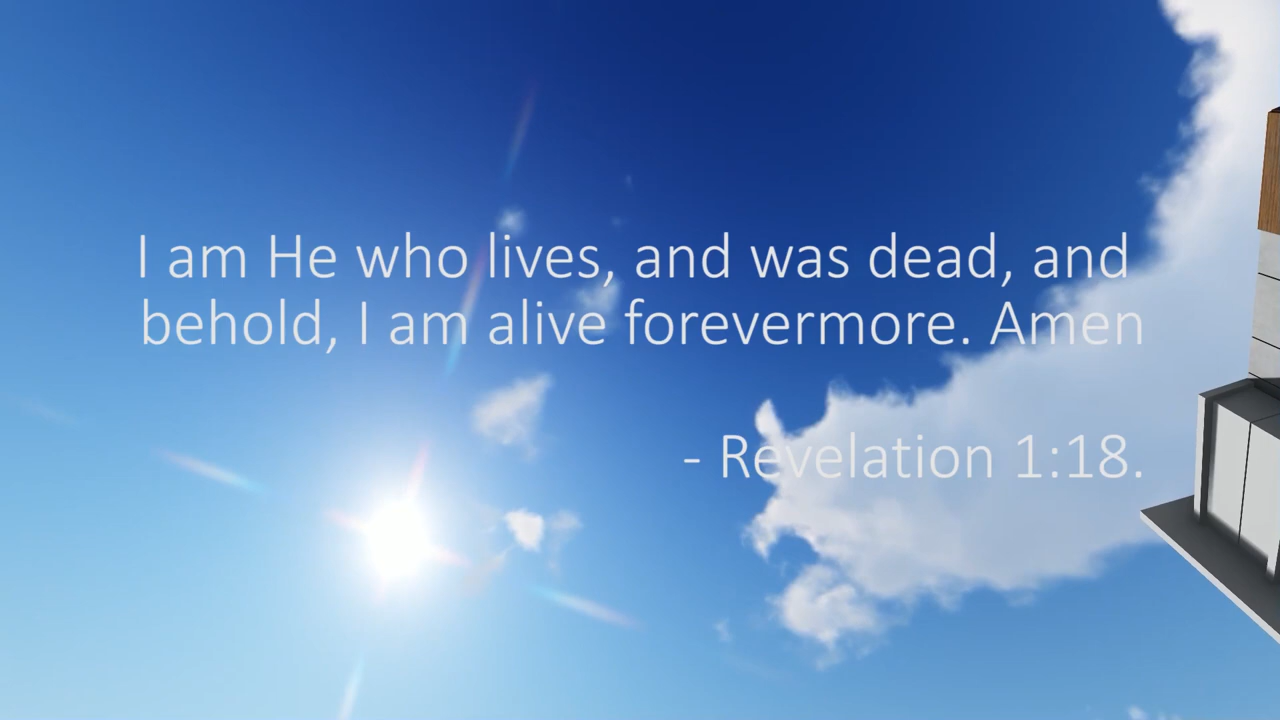 I am He who lives, and was dead, and
behold, I am alive forevermore. Amen
- Revelation 1:18.